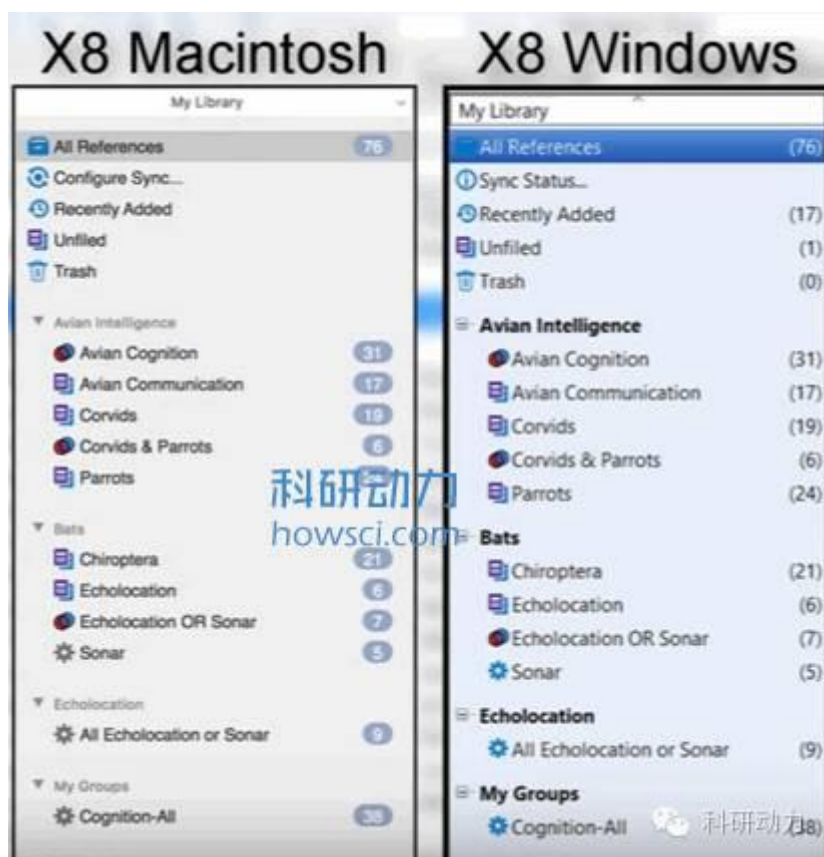 X8 Macintosh
My Library
All References 76
Configure Sync...
Recently Added
Unfiled
Trash
Avian Intelligence
Avian Cognition 31
Avian Communication 17
Corvids 19
Corvids & Parrots 6
Parrots
Bats
Chiroptera 21
Echolocation 6
Echolocation OR Sonar 7
Sonar 5
Echolocation
All Echolocation or Sonar 9
My Groups
Cognition-All 38
X8 Windows
My Library
All References (76)
Sync Status...
Recently Added (17)
Unfiled (1)
Trash (0)
Avian Intelligence
Avian Cognition (31)
Avian Communication (17)
Corvids (19)
Corvids & Parrots (6)
Parrots (24)
Bats
Chiroptera (21)
Echolocation (6)
Echolocation OR Sonar (7)
Sonar (5)
Echolocation
All Echolocation or Sonar (9)
My Groups
Cognition-All (38)
科研动力
howsci.com
科研动力